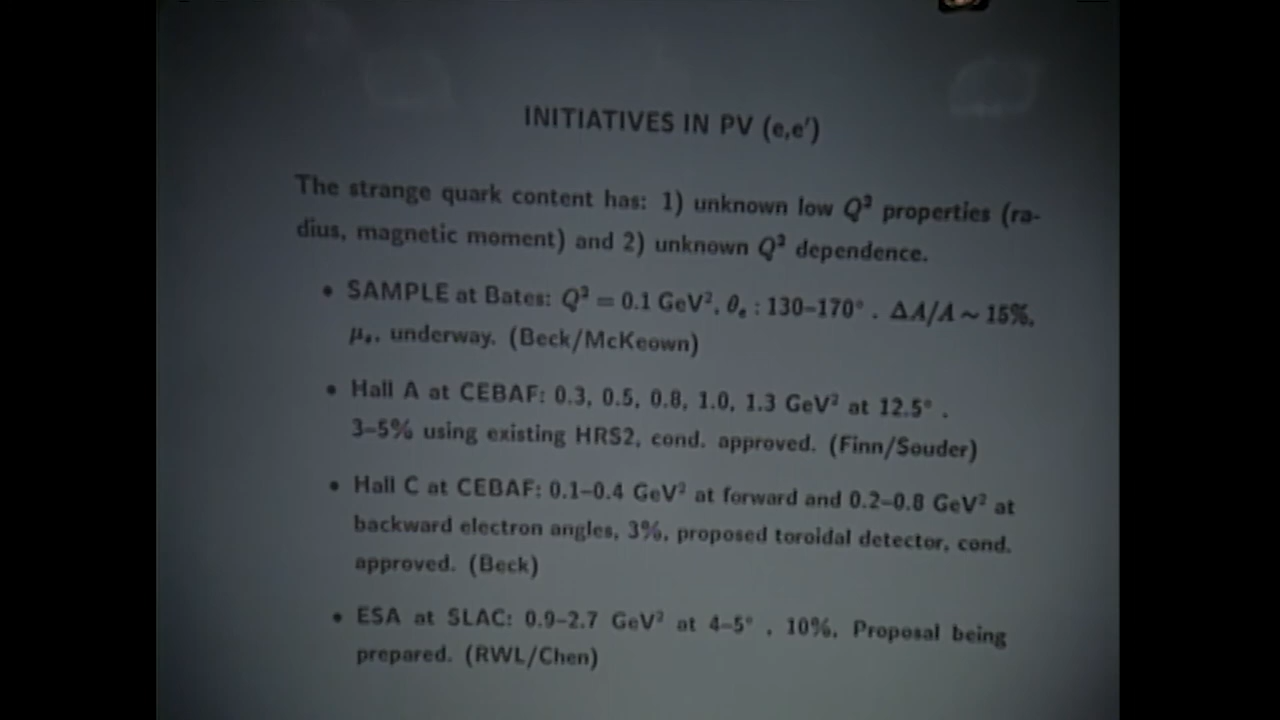 INITIATIVES IN PV (e,e′)
The strange quark content has: 1) unknown low Q² properties (ra-
dius, magnetic moment) and 2) unknown Q² dependence.
• SAMPLE at Bates: Q² = 0.1 GeV², θₑ : 130–170° . ΔA/A ~ 15%,
μₛ, underway. (Beck/McKeown)
• Hall A at CEBAF: 0.3, 0.5, 0.8, 1.0, 1.3 GeV² at 12.5° .
3–5% using existing HRS2, cond. approved. (Finn/Souder)
• Hall C at CEBAF: 0.1–0.4 GeV² at forward and 0.2–0.8 GeV² at
backward electron angles, 3%, proposed toroidal detector, cond.
approved. (Beck)
• ESA at SLAC: 0.9–2.7 GeV² at 4–5° , 10%, Proposal being
prepared. (RWL/Chen)